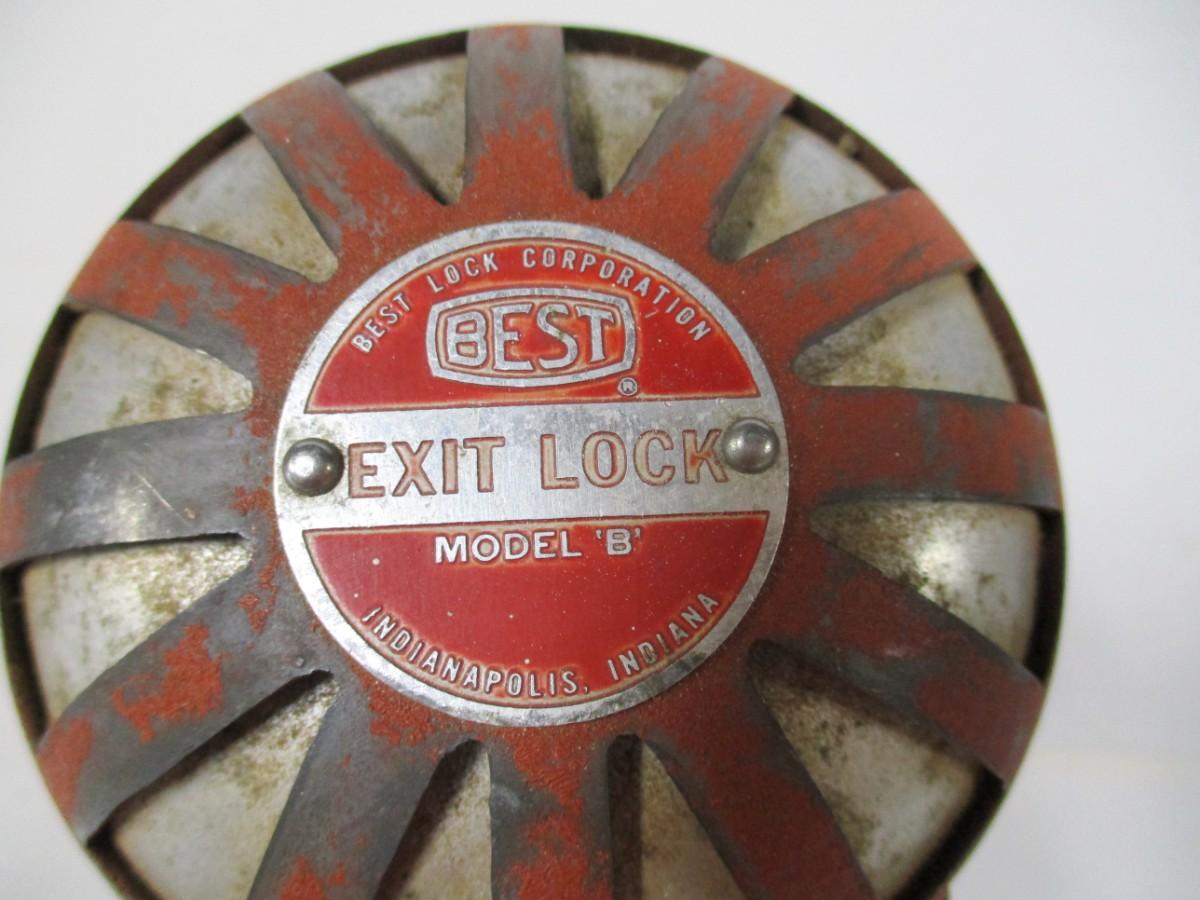 BEST LOCK CORPORATION
BEST
®
EXIT LOCK
MODEL 'B'
INDIANAPOLIS, INDIANA